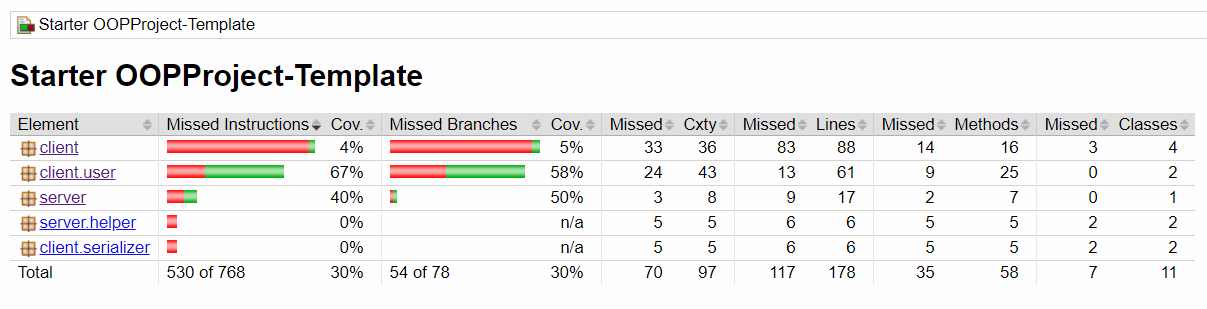 Starter OOPProject-Template
Starter OOPProject-Template
Element Missed Instructions Cov. Missed Branches Cov. Missed Cxty Missed Lines Missed Methods Missed Classes
client 4% 5% 33 36 83 88 14 16 3 4
client.user 67% 58% 24 43 13 61 9 25 0 2
server 40% 50% 3 8 9 17 2 7 0 1
server.helper 0% n/a 5 5 6 6 5 5 2 2
client.serializer 0% n/a 5 5 6 6 5 5 2 2
Total 530 of 768 30% 54 of 78 30% 70 97 117 178 35 58 7 11